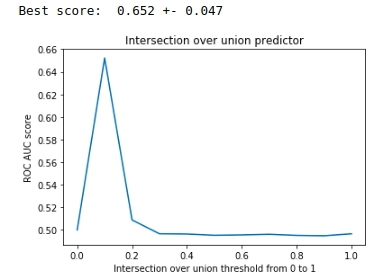 Best score: 0.652 +- 0.047
Intersection over union predictor
0.66
0.64
0.62
0.60
0.58
0.56
0.54
0.52
0.50
ROC AUC score
0.0 0.2 0.4 0.6 0.8 1.0
Intersection over union threshold from 0 to 1